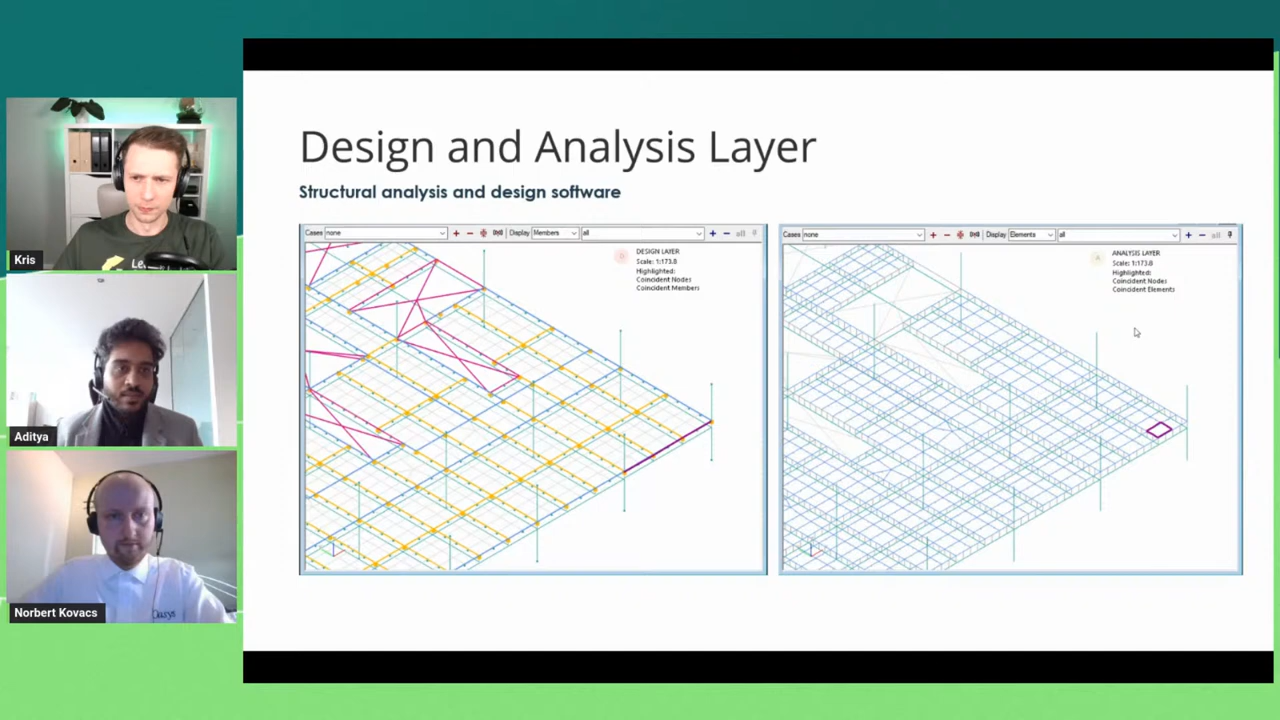 Design and Analysis Layer
Structural analysis and design software
Cases none Display Members all
DESIGN LAYER
Scale: 1:173.8
Highlighted:
Coincident Nodes
Coincident Members
Cases none Display Elements all
ANALYSIS LAYER
Scale: 1:173.8
Highlighted:
Coincident Nodes
Coincident Elements
Kris
Aditya
Oasys
Norbert Kovacs